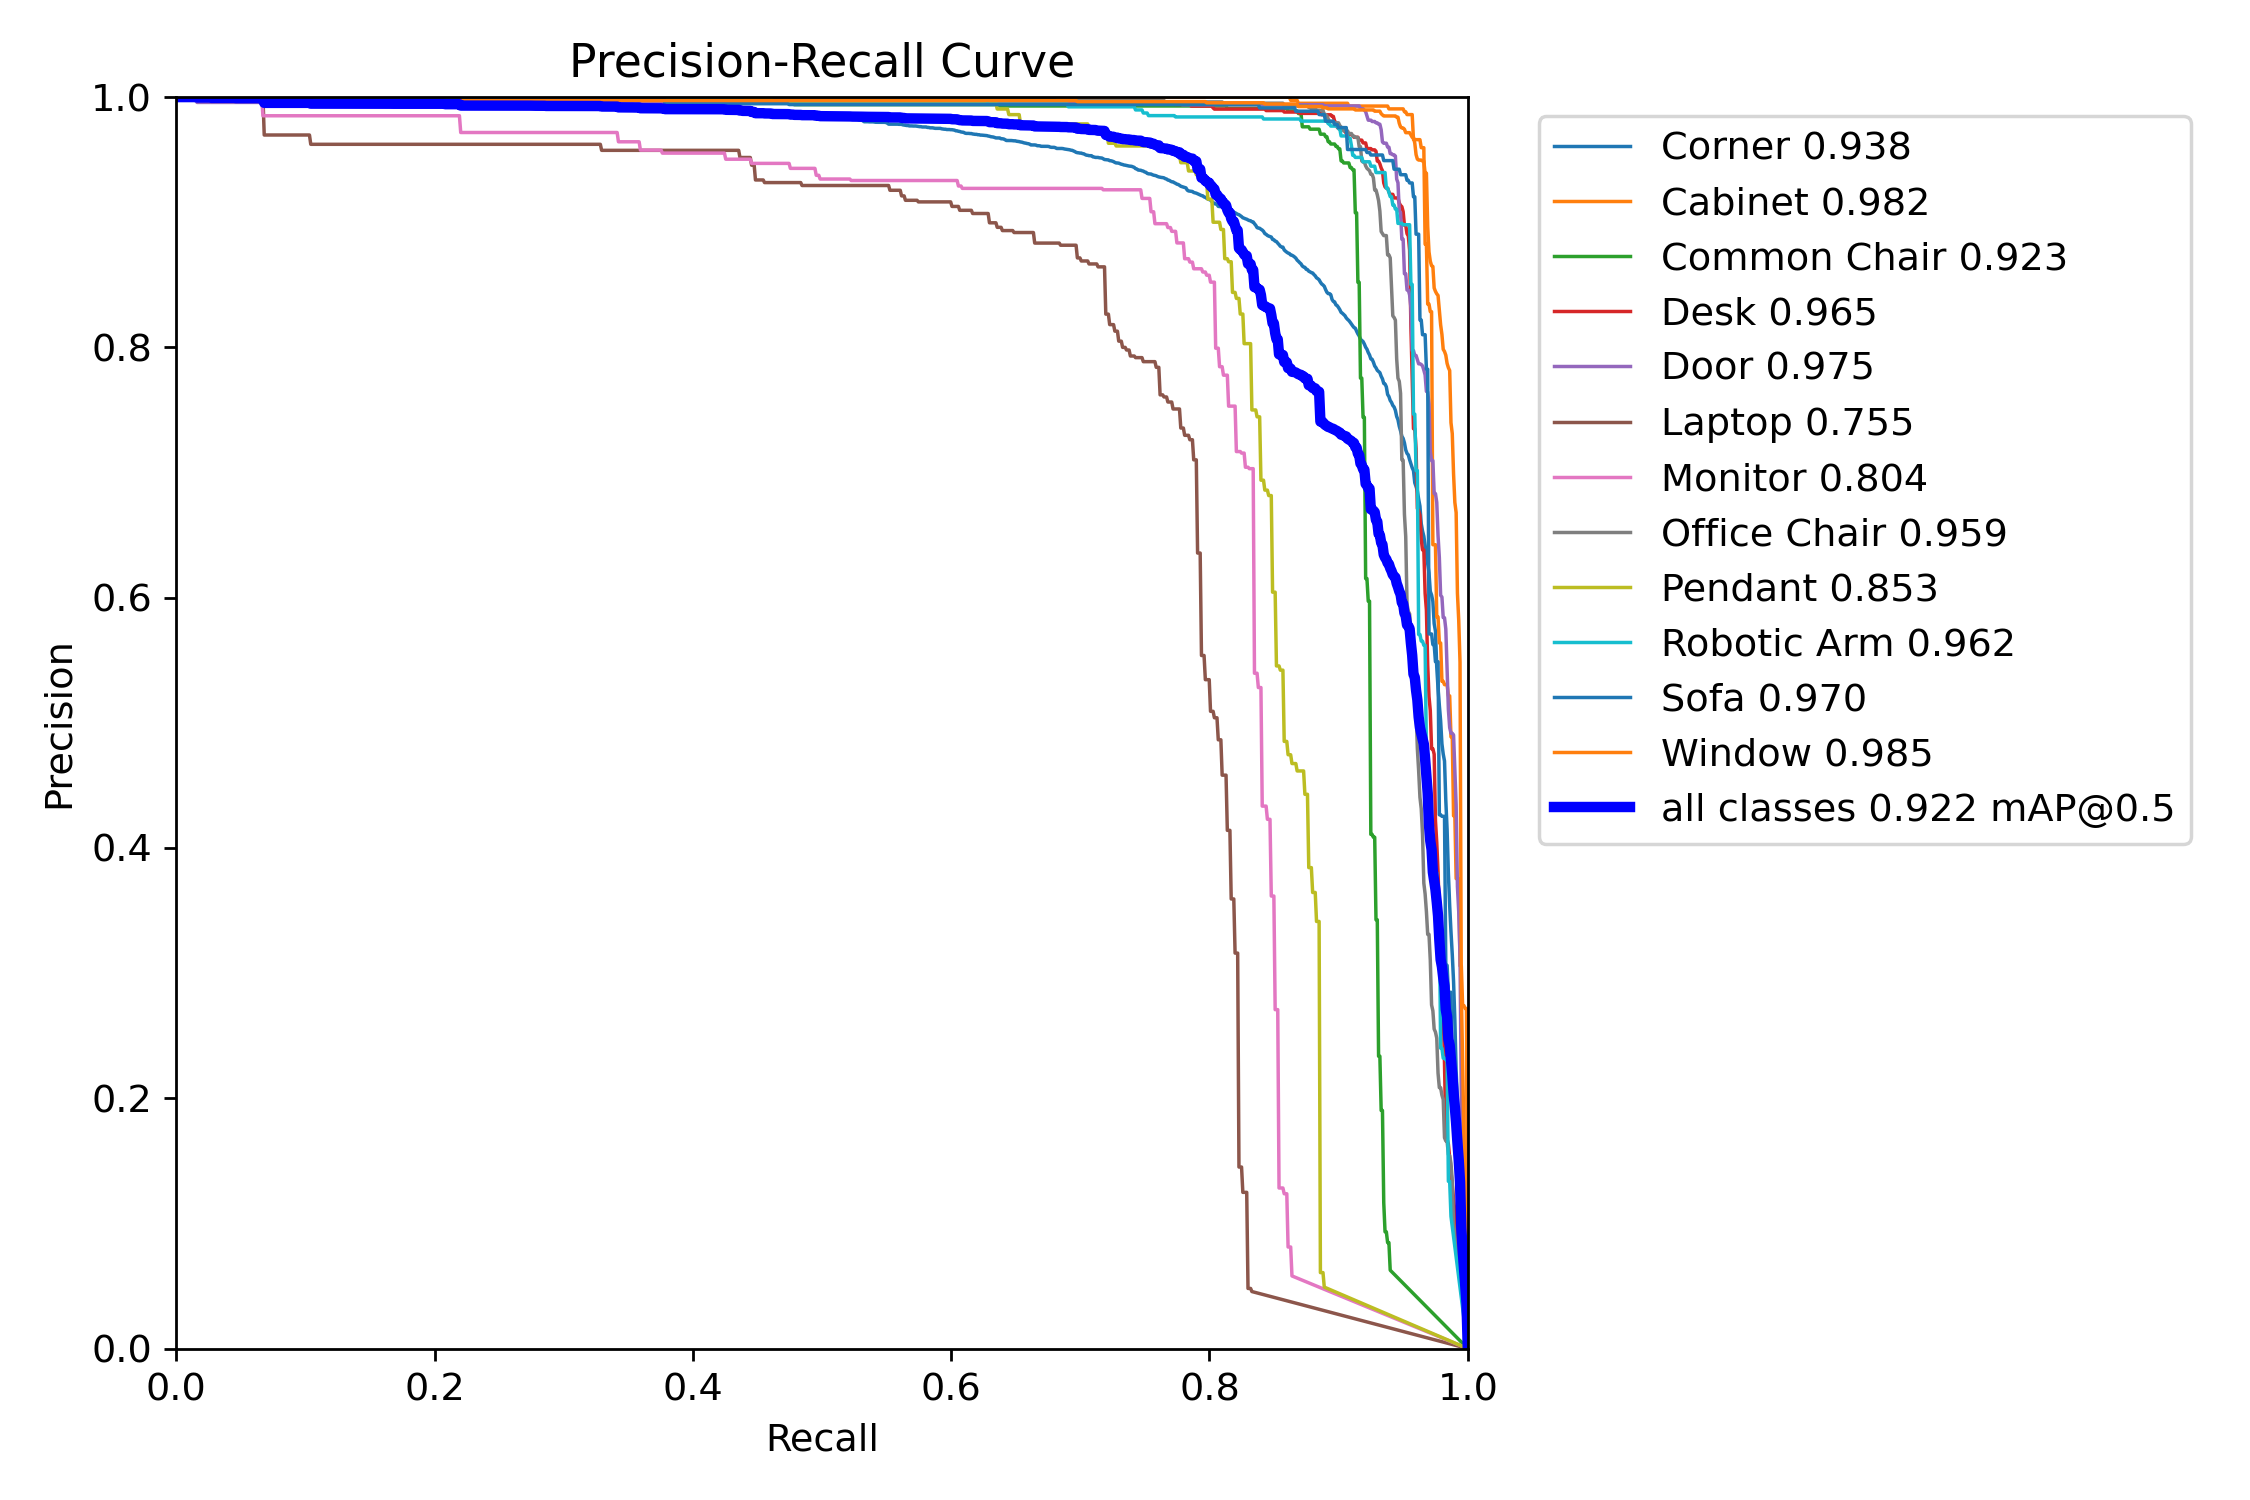 Precision-Recall Curve
1.0
0.8
0.6
0.4
0.2
0.0
Precision
0.0 0.2 0.4 0.6 0.8 1.0
Recall
Corner 0.938
Cabinet 0.982
Common Chair 0.923
Desk 0.965
Door 0.975
Laptop 0.755
Monitor 0.804
Office Chair 0.959
Pendant 0.853
Robotic Arm 0.962
Sofa 0.970
Window 0.985
all classes 0.922 mAP@0.5